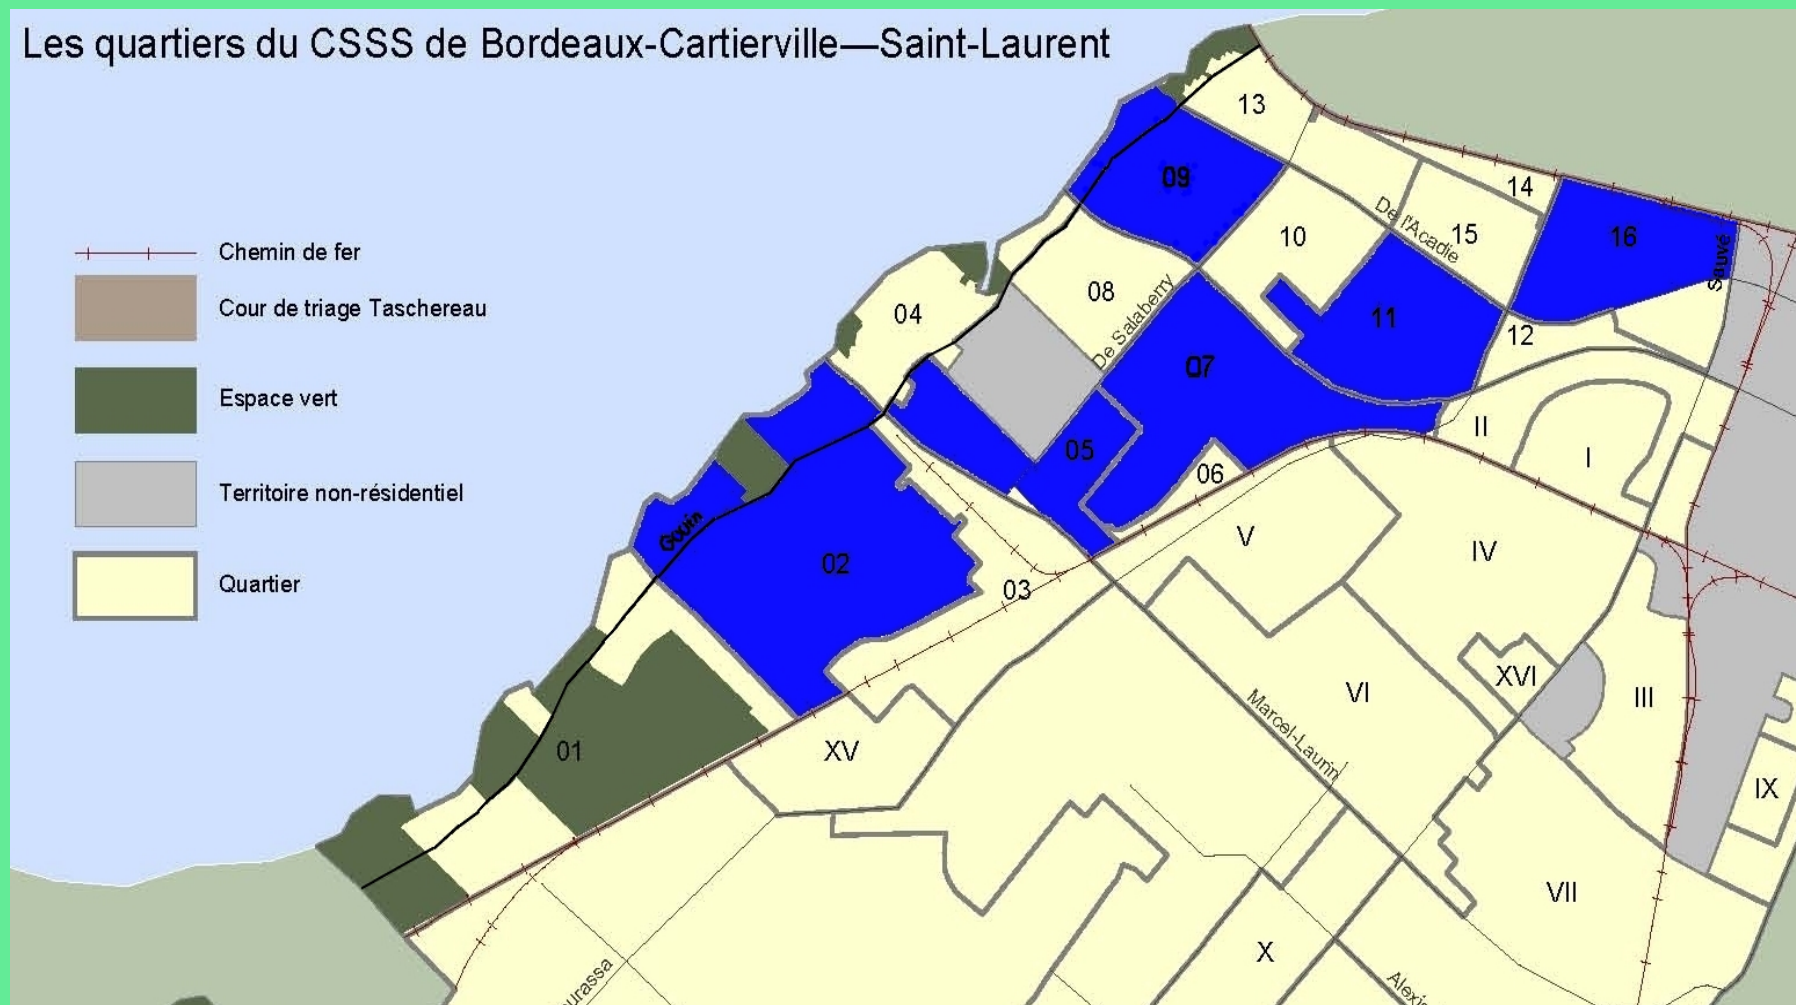 Les quartiers du CSSS de Bordeaux-Cartierville—Saint-Laurent
Chemin de fer
Cour de triage Taschereau
Espace vert
Territoire non-résidentiel
Quartier
13
09
14
De l'Acadie
15
16
Sauvé
10
08
De Salaberry
04
11
12
07
II
I
05
06
Gouin
02
03
V
IV
XVI
III
VI
Marcel-Laurin
01
XV
IX
VII
X